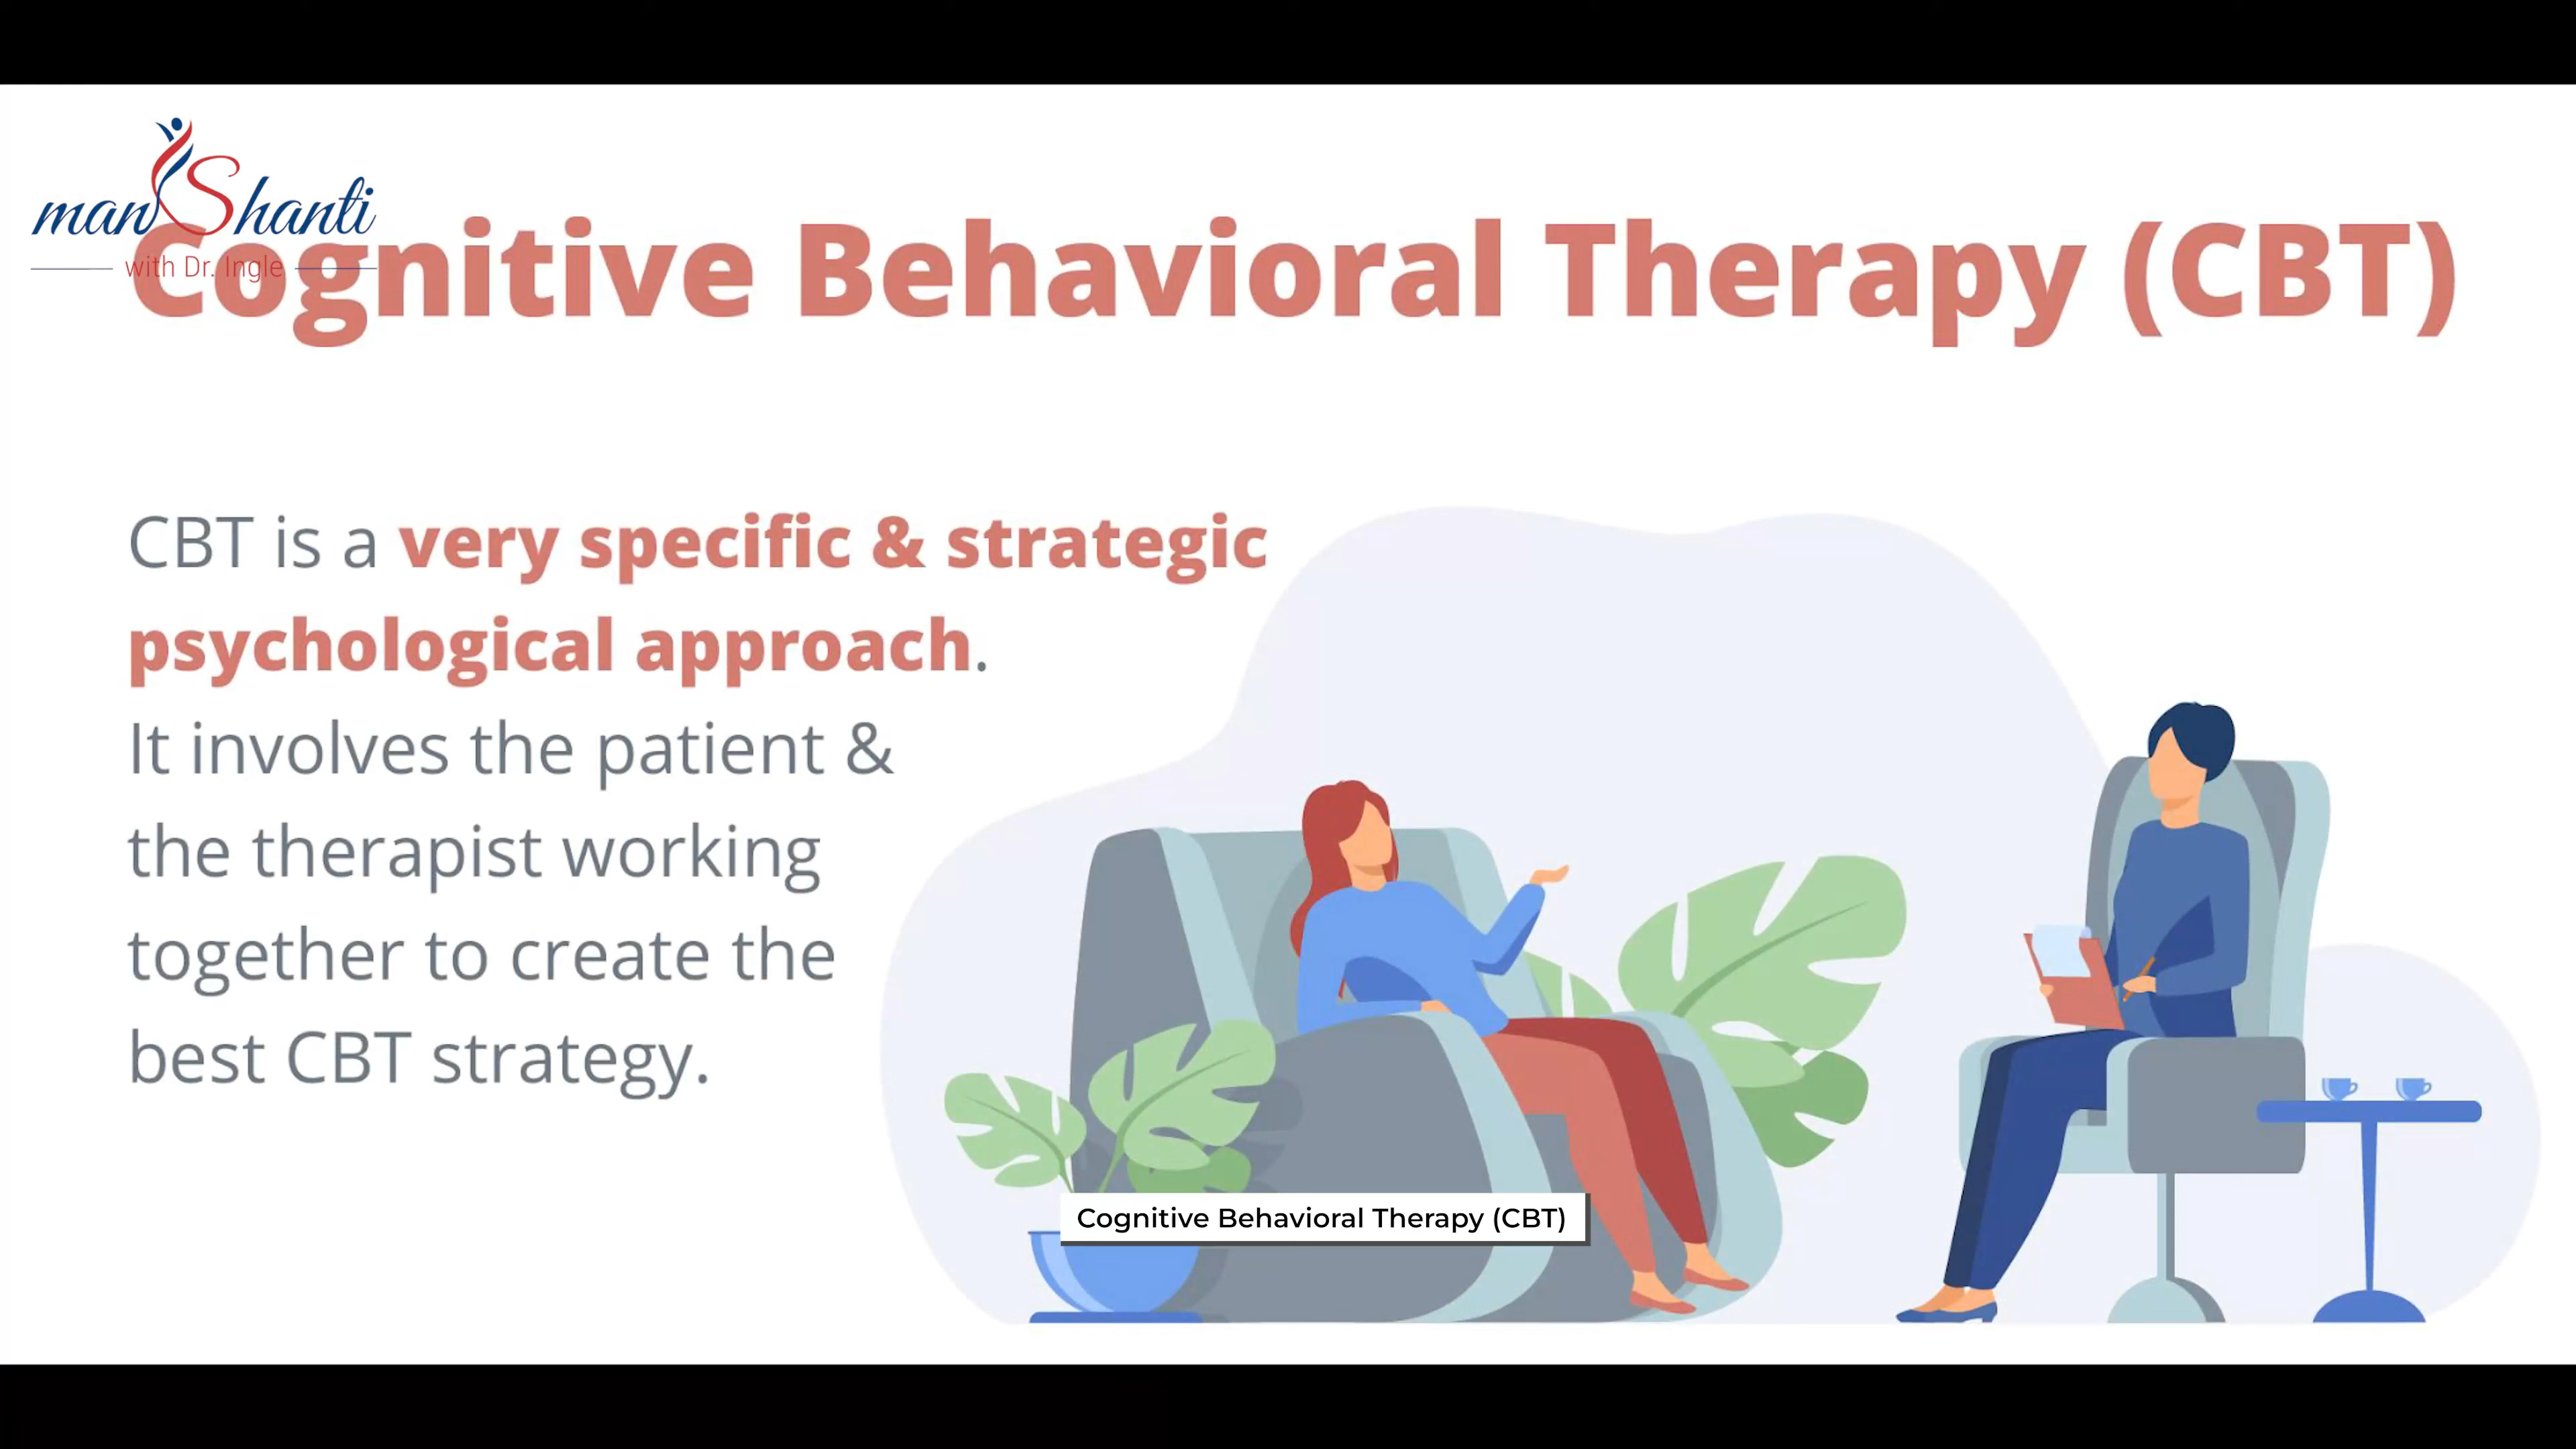 manShanti
with Dr. Ingle
Cognitive Behavioral Therapy (CBT)
CBT is a very specific & strategic
psychological approach.
It involves the patient &
the therapist working
together to create the
best CBT strategy.
Cognitive Behavioral Therapy (CBT)